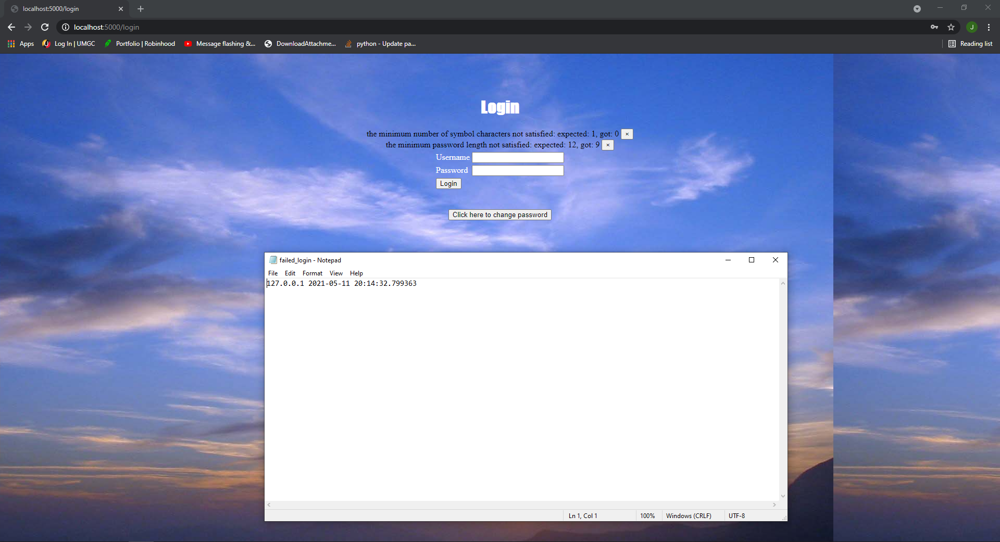 localhost:5000/login
localhost:5000/login
J
Apps Log In | UMGC Portfolio | Robinhood Message flashing &... DownloadAttachme... python - Update pa... Reading list
Login
the minimum number of symbol characters not satisfied: expected: 1, got: 0 ×
the minimum password length not satisfied: expected: 12, got: 9 ×
Username
Password
Login
Click here to change password
failed_login - Notepad
File Edit Format View Help
127.0.0.1 2021-05-11 20:14:32.799363
Ln 1, Col 1 100% Windows (CRLF) UTF-8